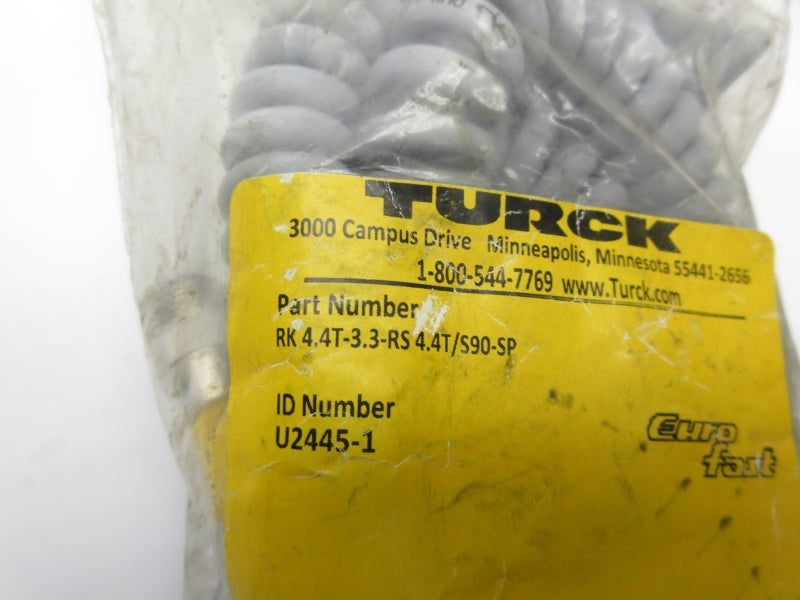 TURCK
3000 Campus Drive Minneapolis, Minnesota 55441-2656
1-800-544-7769 www.Turck.com
Part Number
RK 4.4T-3.3-RS 4.4T/S90-SP
ID Number
U2445-1
Euro
fast